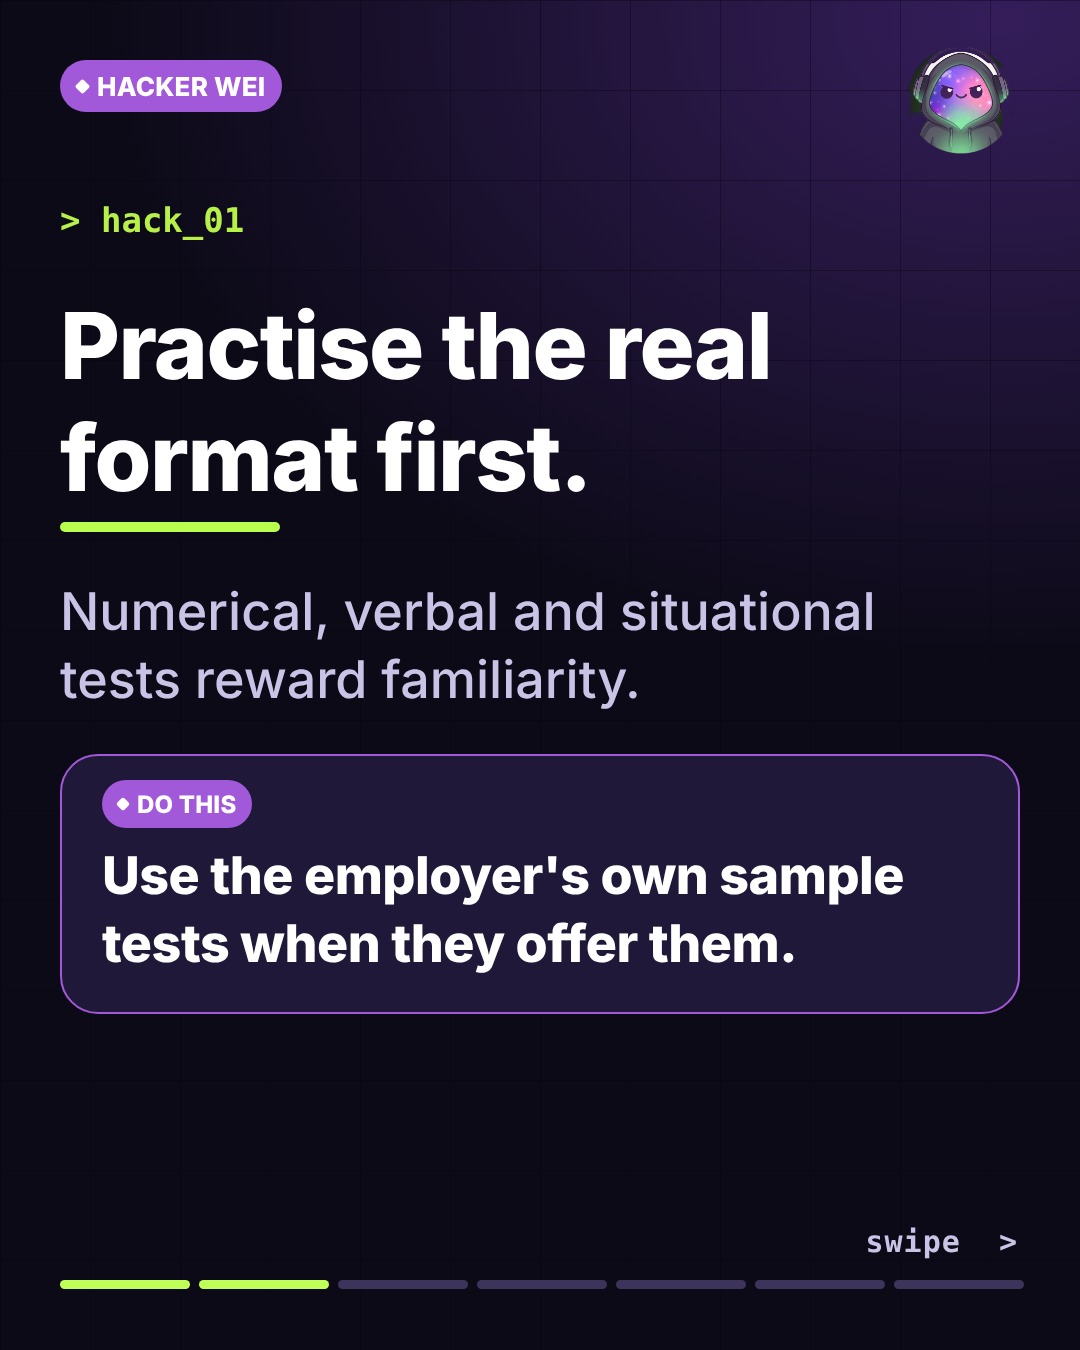 HACKER WEI
> hack_01
Practise the real
format first.
Numerical, verbal and situational
tests reward familiarity.
DO THIS
Use the employer's own sample
tests when they offer them.
swipe >